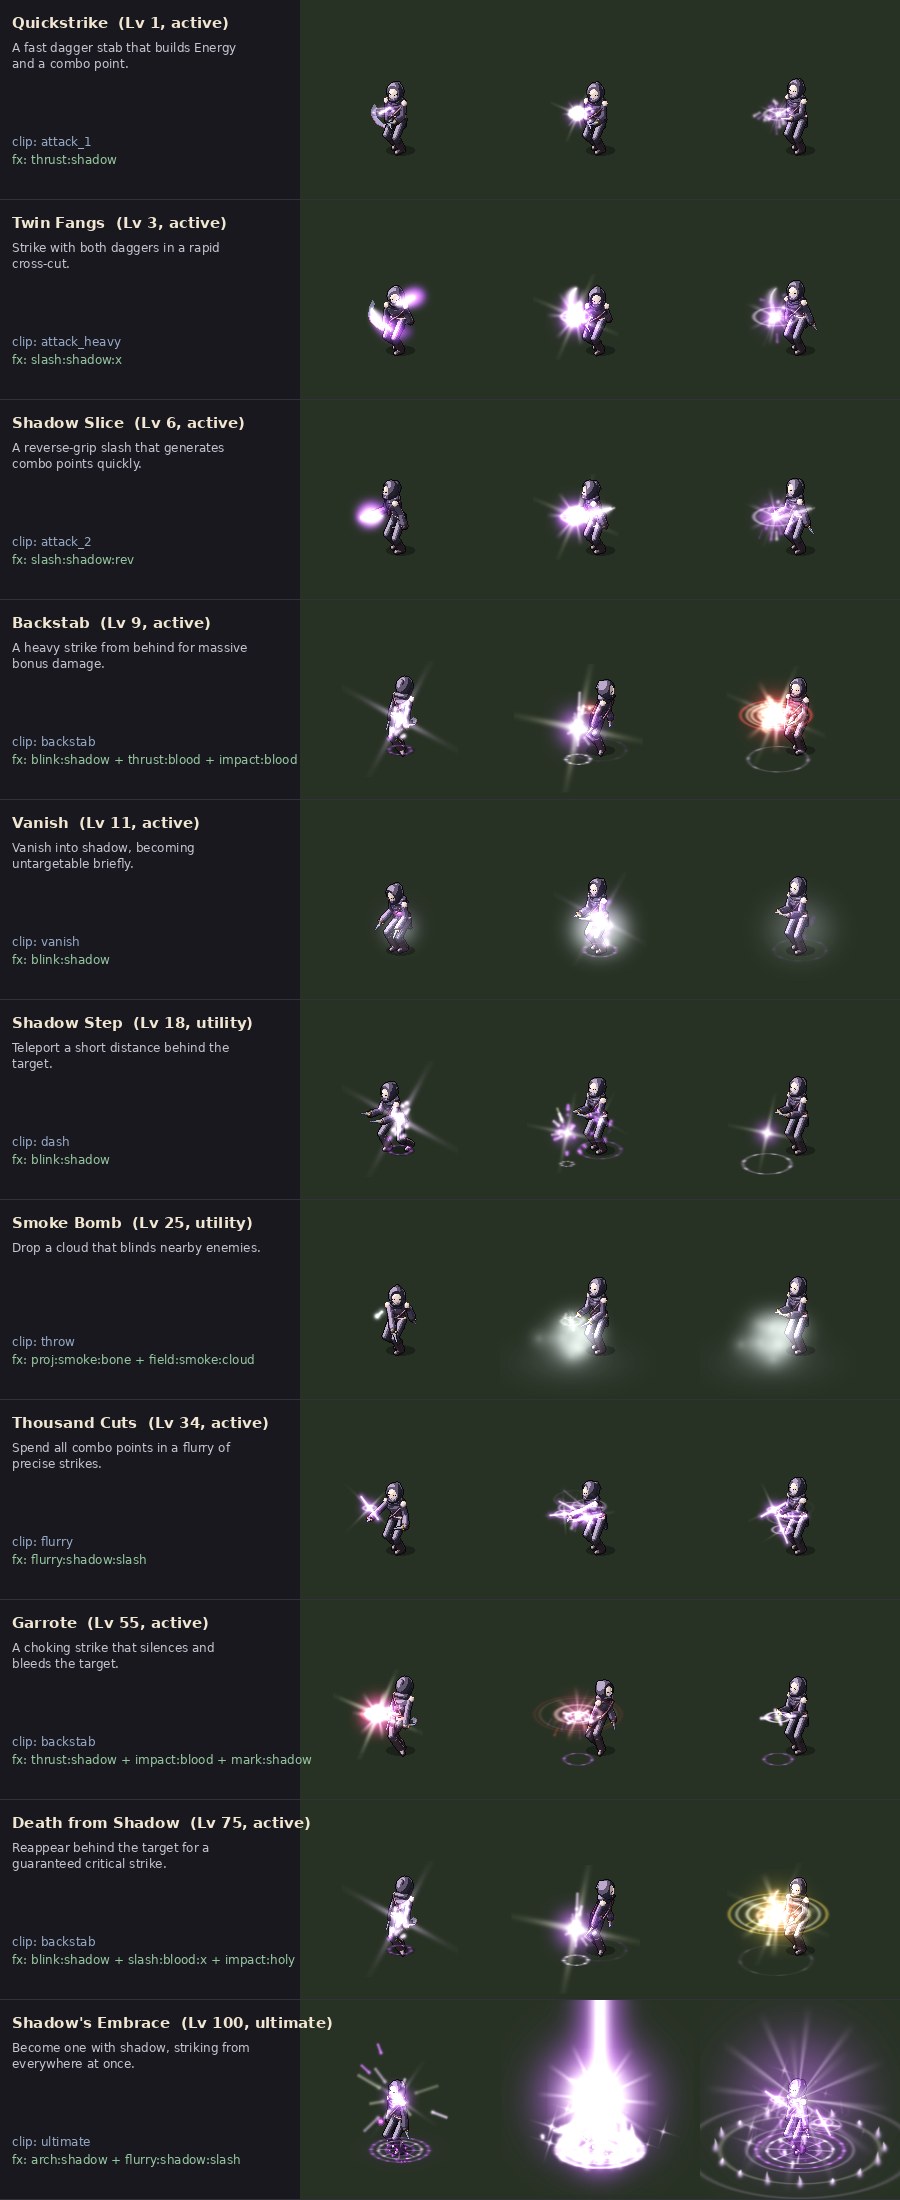 Quickstrike (Lv 1, active)
A fast dagger stab that builds Energy
and a combo point.
clip: attack_1
fx: thrust:shadow
Twin Fangs (Lv 3, active)
Strike with both daggers in a rapid
cross-cut.
clip: attack_heavy
fx: slash:shadow:x
Shadow Slice (Lv 6, active)
A reverse-grip slash that generates
combo points quickly.
clip: attack_2
fx: slash:shadow:rev
Backstab (Lv 9, active)
A heavy strike from behind for massive
bonus damage.
clip: backstab
fx: blink:shadow + thrust:blood + impact:blood
Vanish (Lv 11, active)
Vanish into shadow, becoming
untargetable briefly.
clip: vanish
fx: blink:shadow
Shadow Step (Lv 18, utility)
Teleport a short distance behind the
target.
clip: dash
fx: blink:shadow
Smoke Bomb (Lv 25, utility)
Drop a cloud that blinds nearby enemies.
clip: throw
fx: proj:smoke:bone + field:smoke:cloud
Thousand Cuts (Lv 34, active)
Spend all combo points in a flurry of
precise strikes.
clip: flurry
fx: flurry:shadow:slash
Garrote (Lv 55, active)
A choking strike that silences and
bleeds the target.
clip: backstab
fx: thrust:shadow + impact:blood + mark:shadow
Death from Shadow (Lv 75, active)
Reappear behind the target for a
guaranteed critical strike.
clip: backstab
fx: blink:shadow + slash:blood:x + impact:holy
Shadow's Embrace (Lv 100, ultimate)
Become one with shadow, striking from
everywhere at once.
clip: ultimate
fx: arch:shadow + flurry:shadow:slash